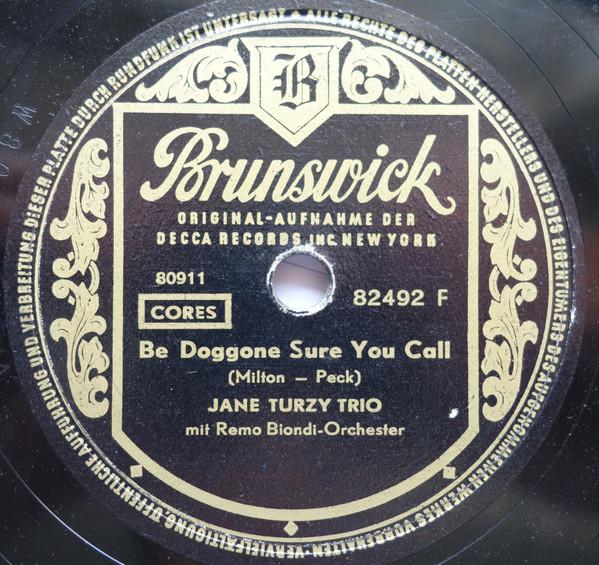 B
Brunswick
ORIGINAL-AUFNAHME DER
DECCA RECORDS INC. NEW YORK
80911
CORES
82492 F
Be Doggone Sure You Call
(Milton – Peck)
JANE TURZY TRIO
mit Remo Biondi-Orchester
ALLE RECHTE DES PLATTEN-HERSTELLERS UND DES EIGENTÜMERS DES AUFGENOMMENEN WERKES VORBEHALTEN · VERVIELFÄLTIGUNG ÖFFENTLICHE AUFFÜHRUNG UND VERBREITUNG DIESER PLATTE DURCH RUNDFUNK IST UNTERSAGT